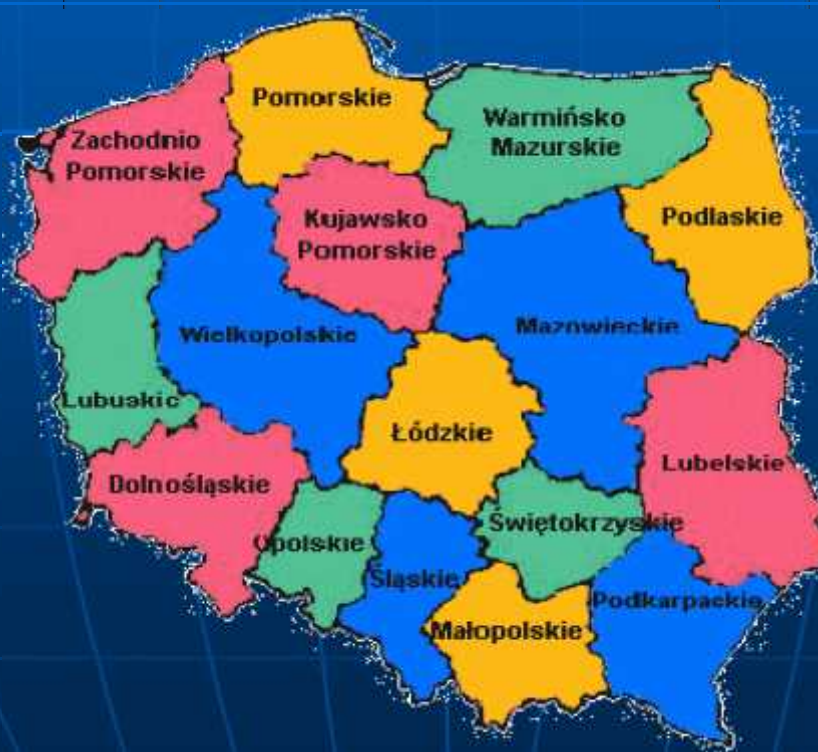 Pomorskie
Warmińsko
Mazurskie
Zachodnio
Pomorskie
Kujawsko
Pomorskie
Podlaskie
Wielkopolskie
Mazowieckie
Lubuskie
Łódzkie
Lubelskie
Dolnośląskie
Świętokrzyskie
Opolskie
Śląskie
Podkarpackie
Małopolskie